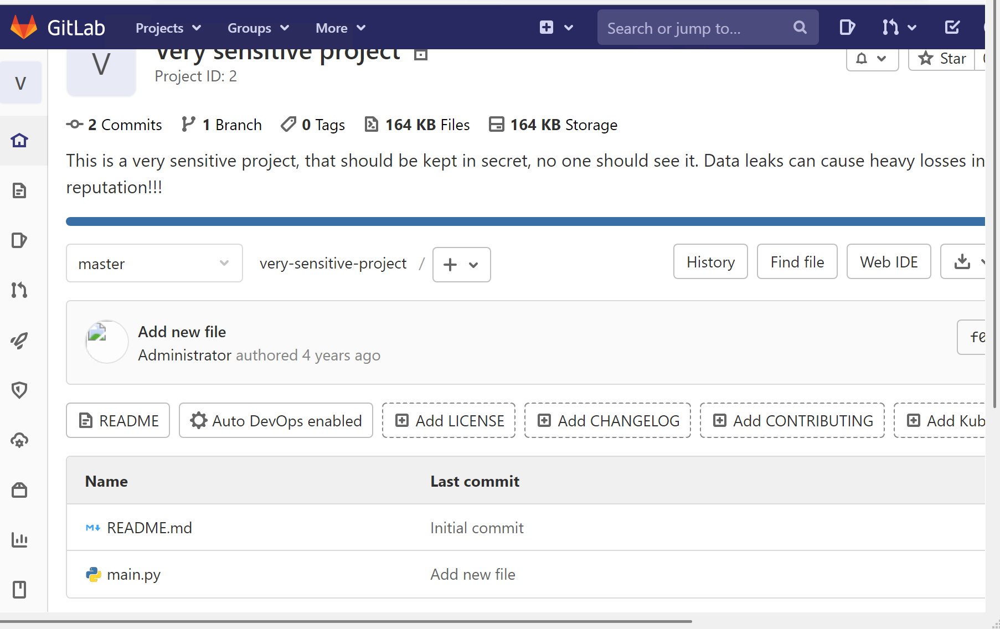 GitLab Projects Groups More Search or jump to...
V Very sensitive project Star
V Project ID: 2
2 Commits 1 Branch 0 Tags 164 KB Files 164 KB Storage
This is a very sensitive project, that should be kept in secret, no one should see it. Data leaks can cause heavy losses in
reputation!!!
master very-sensitive-project / History Find file Web IDE
Add new file
Administrator authored 4 years ago f0
README Auto DevOps enabled Add LICENSE Add CHANGELOG Add CONTRIBUTING Add Kub
Name Last commit
README.md Initial commit
main.py Add new file